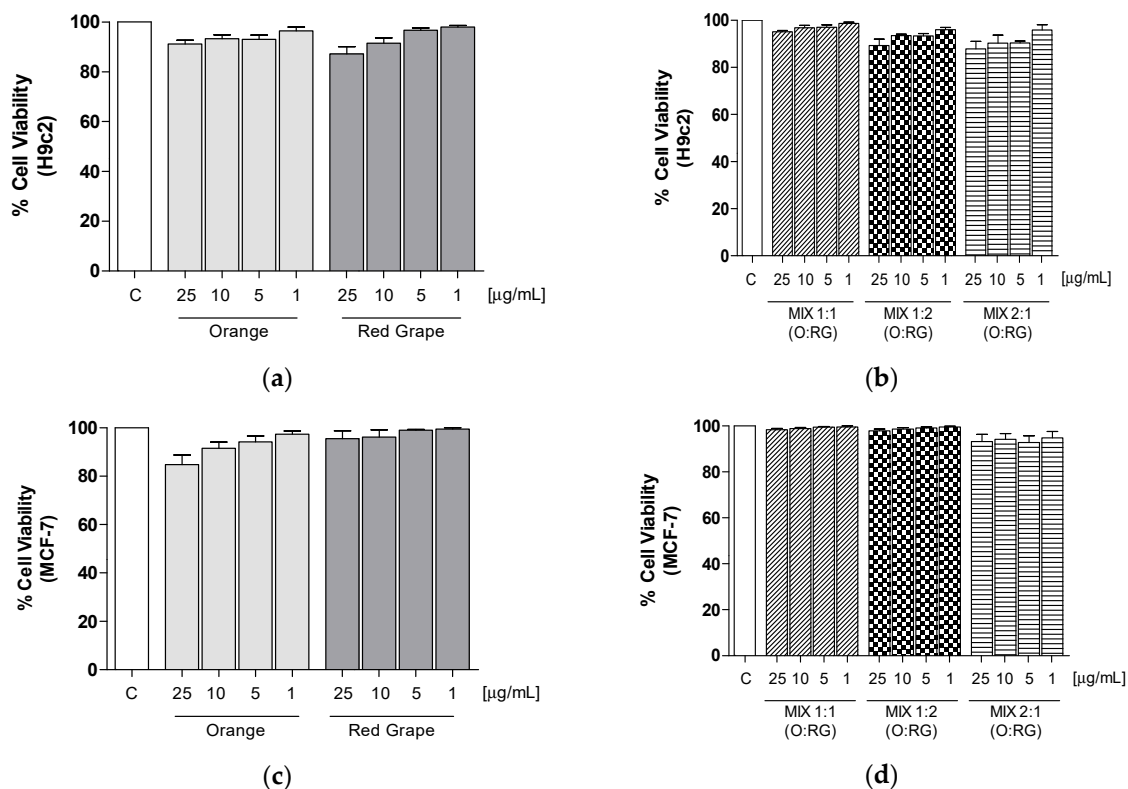 100
80
60
40
20
0
% Cell Viability
(H9c2)
C 25 10 5 1 25 10 5 1 [μg/mL]
Orange Red Grape
(a)
100
80
60
40
20
0
% Cell Viability
(H9c2)
C 25 10 5 1 25 10 5 1 25 10 5 1 [μg/mL]
MIX 1:1 MIX 1:2 MIX 2:1
(O:RG) (O:RG) (O:RG)
(b)
100
80
60
40
20
0
% Cell Viability
(MCF-7)
C 25 10 5 1 25 10 5 1 [μg/mL]
Orange Red Grape
(c)
100
80
60
40
20
0
% Cell Viability
(MCF-7)
C 25 10 5 1 25 10 5 1 25 10 5 1 [μg/mL]
MIX 1:1 MIX 1:2 MIX 2:1
(O:RG) (O:RG) (O:RG)
(d)